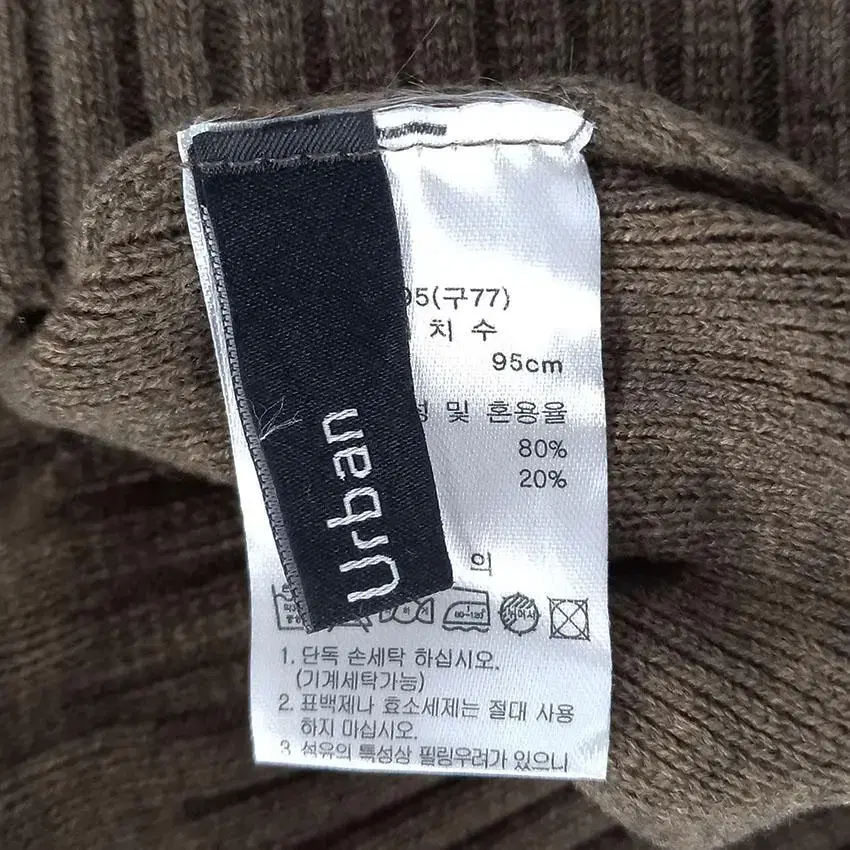 Urban
95(구77)
치 수
95cm
성 및 혼용율
80%
20%
의
80~120
1. 단독 손세탁 하십시오.
(기계세탁가능)
2. 표백제나 효소세제는 절대 사용
하지 마십시오.
3. 섬유의 특성상 필링우려가 있으니